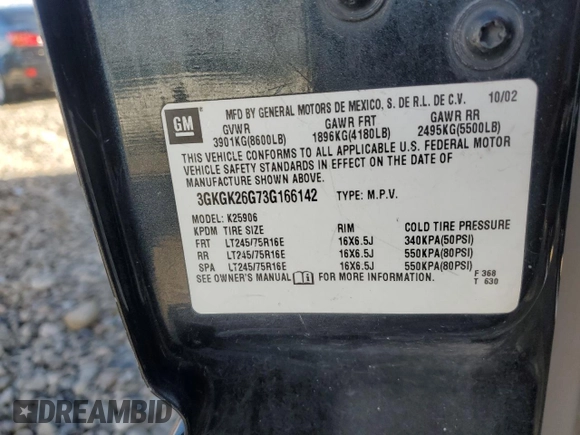 10/02
MFD BY GENERAL MOTORS DE MEXICO, S. DE R.L. DE C.V.
GM
GVWR GAWR FRT GAWR RR
3901KG(8600LB) 1896KG(4180LB) 2495KG(5500LB)
THIS VEHICLE CONFORMS TO ALL APPLICABLE U.S. FEDERAL MOTOR
VEHICLE SAFETY STANDARDS IN EFFECT ON THE DATE OF
MANUFACTURE SHOWN ABOVE.
3GKGK26G73G166142 TYPE: M.P.V.
MODEL: K25906
KPDM TIRE SIZE RIM COLD TIRE PRESSURE
FRT LT245/75R16E 16X6.5J 340KPA(50PSI)
RR LT245/75R16E 16X6.5J 550KPA(80PSI)
SPA LT245/75R16E 16X6.5J 550KPA(80PSI)
SEE OWNER'S MANUAL FOR MORE INFORMATION.
F 368
T 630
DREAMBID